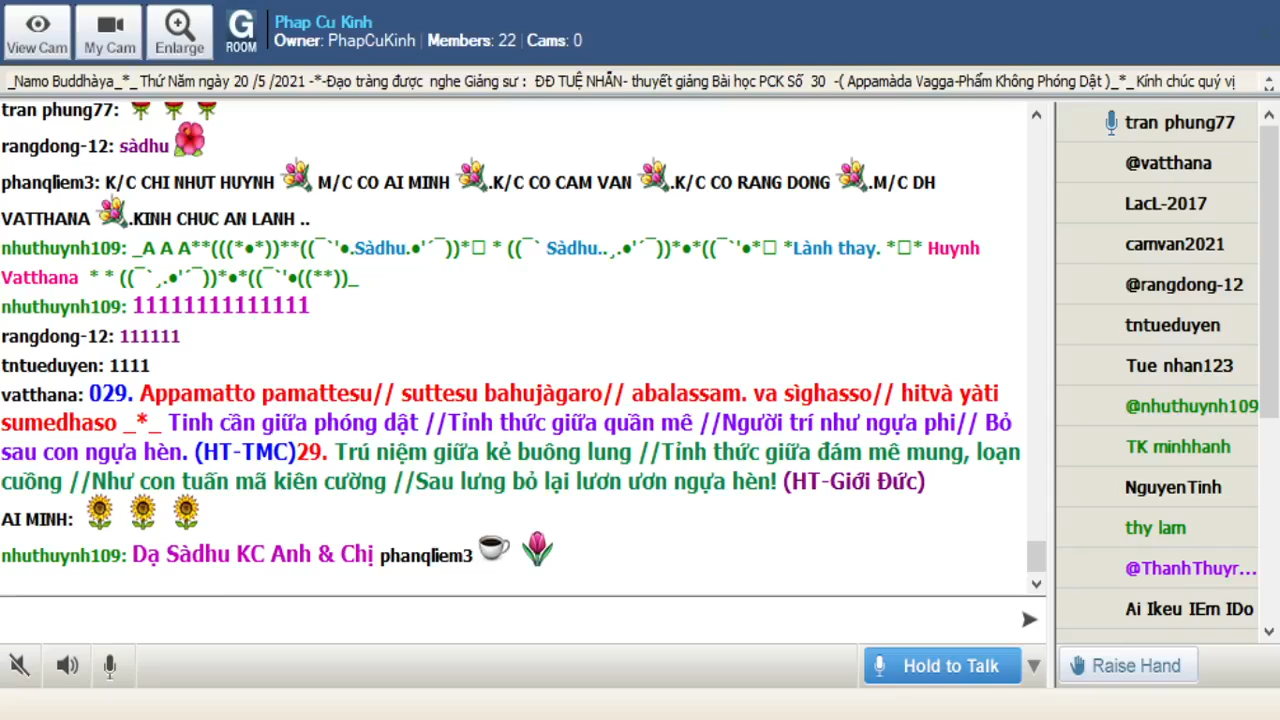 View Cam
My Cam
Enlarge
G
ROOM
Phap Cu Kinh
Owner: PhapCuKinh | Members: 22 | Cams: 0
_Namo Buddhàya_*_ Thứ Năm ngày 20 /5 /2021 -*-Đạo tràng được nghe Giảng sư : ĐĐ TUỆ NHẪN- thuyết giảng Bài học PCK Số 30 -( Appamàda Vagga-Phẩm Không Phóng Dật )_*_ Kính chúc quý vị
tran phung77:
rangdong-12: sàdhu
phanqliem3: K/C CHI NHUT HUYNH M/C CO AI MINH .K/C CO CAM VAN .K/C CO RANG DONG .M/C DH
VATTHANA .KINH CHUC AN LANH ..
nhuthuynh109: _A A A**(((*•*))**((¯`'•.Sàdhu.•'´¯))*□ * ((¯` Sàdhu..¸.•'´¯))*•*((¯`'•*□ *Lành thay. *□* Huynh
Vatthana * * ((¯`¸.•'´¯))*•*((¯`'•((**))_
nhuthuynh109: 11111111111111
rangdong-12: 111111
tntueduyen: 1111
vatthana: 029. Appamatto pamattesu// suttesu bahujàgaro// abalassam. va sìghasso// hitvà yàti
sumedhaso _*_ Tinh cần giữa phóng dật //Tỉnh thức giữa quần mê //Người trí như ngựa phi// Bỏ
sau con ngựa hèn. (HT-TMC)29. Trú niệm giữa kẻ buông lung //Tỉnh thức giữa đám mê mung, loạn
cuồng //Như con tuấn mã kiên cường //Sau lưng bỏ lại lươn ươn ngựa hèn! (HT-Giới Đức)
AI MINH:
nhuthuynh109: Dạ Sàdhu KC Anh & Chị phanqliem3
Hold to Talk
tran phung77
@vatthana
LacL-2017
camvan2021
@rangdong-12
tntueduyen
Tue nhan123
@nhuthuynh109
TK minhhanh
NguyenTinh
thy lam
@ThanhThuyr...
Ai Ikeu IEm IDo
Raise Hand